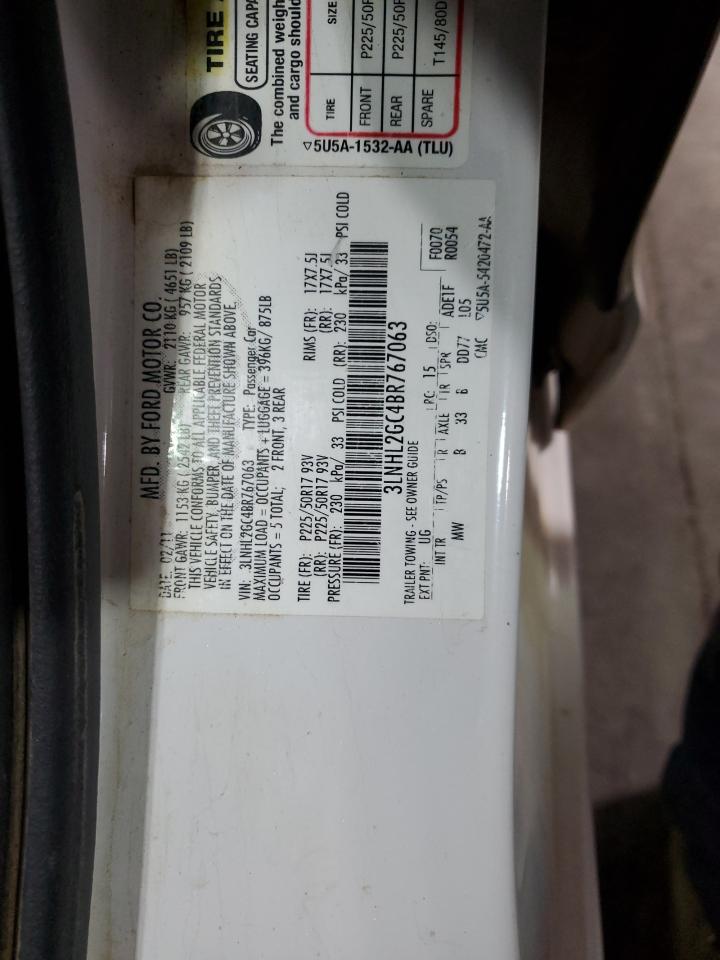 TIRE
SEATING CAPA
The combined weigh
and cargo should
TIRE SIZE
FRONT P225/50R
REAR P225/50R
SPARE T145/80D
▽5U5A-1532-AA (TLU)
MFD. BY FORD MOTOR CO.
DATE: 02/11 GVWR: 2110 KG ( 4651 LB)
FRONT GAWR: 1153 KG ( 2542 LB) REAR GAWR: 957 KG ( 2109 LB)
THIS VEHICLE CONFORMS TO ALL APPLICABLE FEDERAL MOTOR
VEHICLE SAFETY, BUMPER, AND THEFT PREVENTION STANDARDS
IN EFFECT ON THE DATE OF MANUFACTURE SHOWN ABOVE.
VIN: 3LNHL2GC4BR767063 TYPE: Passenger Car
MAXIMUM LOAD = OCCUPANTS + LUGGAGE = 396KG/ 875LB
OCCUPANTS = 5 TOTAL: 2 FRONT, 3 REAR
TIRE (FR): P225/50R17 93V RIMS (FR): 17X7.5J
(RR): P225/50R17 93V (RR): 17X7.5J
PRESSURE (FR): 230 kPa/ 33 PSI COLD (RR): 230 kPa/ 33 PSI COLD
3LNHL2GC4BR767063
TRAILER TOWING - SEE OWNER GUIDE F0070
EXT PNT: UG PC: 15 DSO: R0054
INT TR TP/PS R AXLE TR SPR ADE1F
MW B 33 B DD77 L05
CMC ▽5U5A-5420472-AA